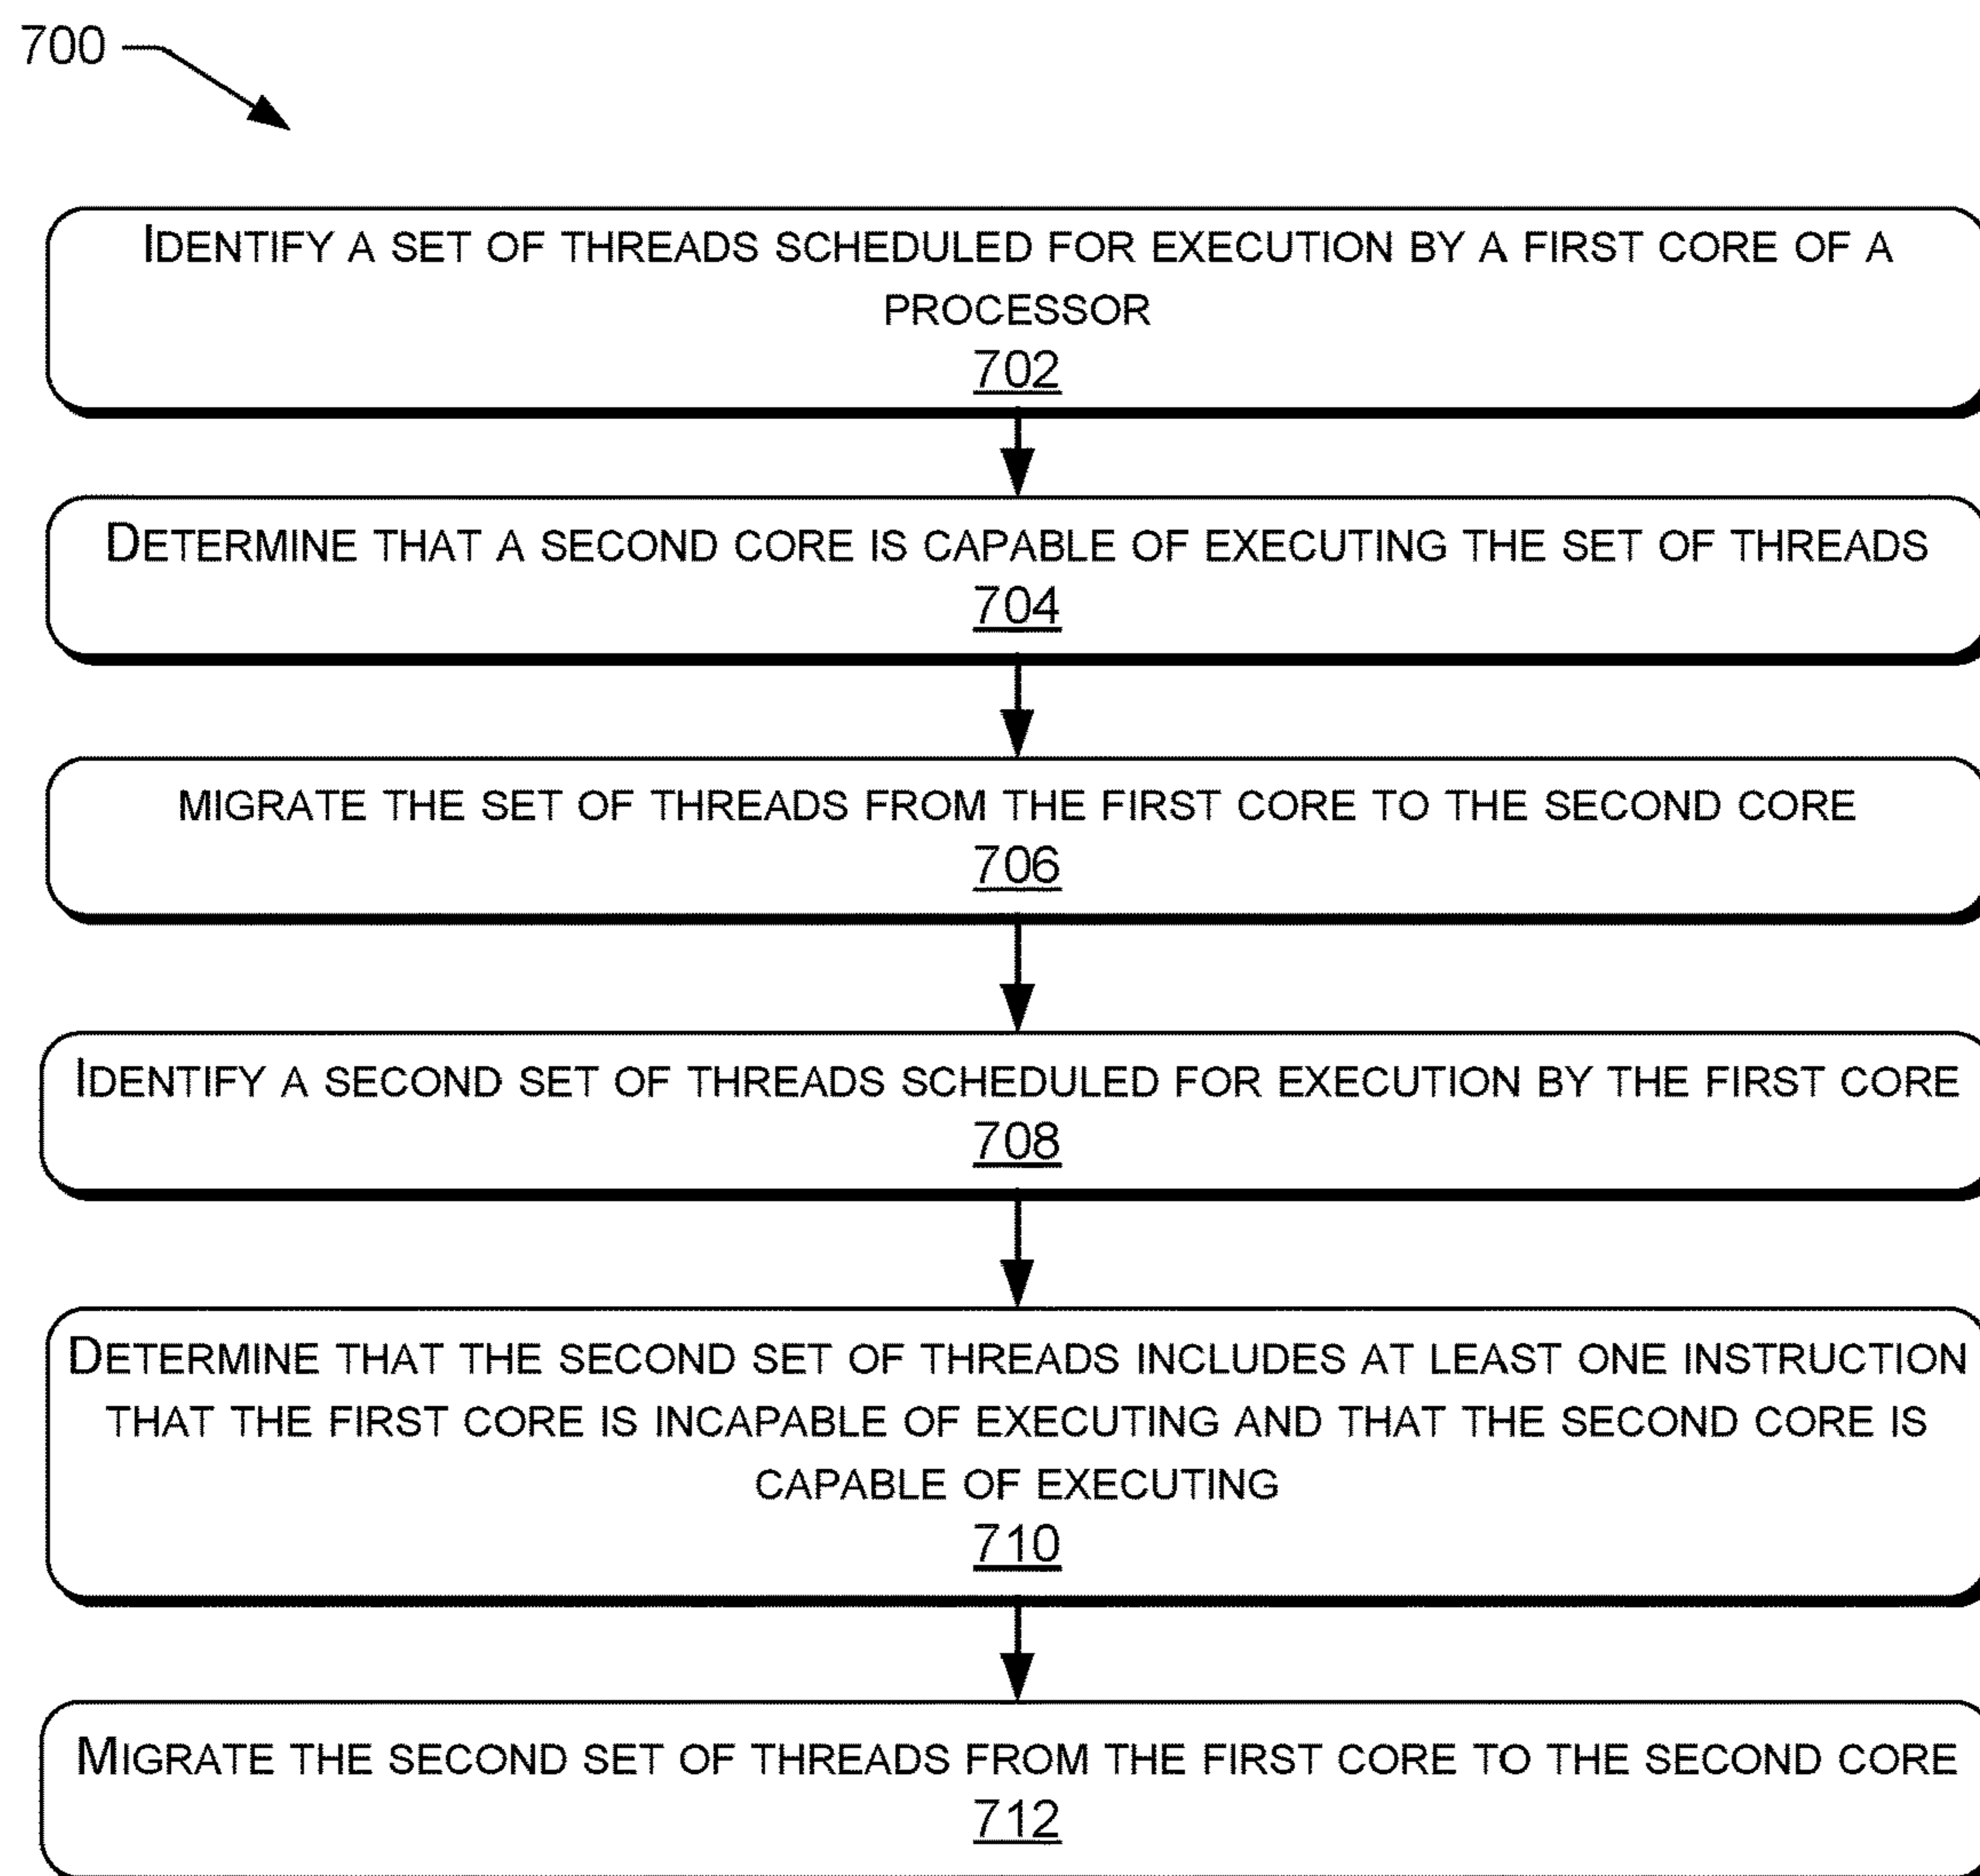 700
IDENTIFY A SET OF THREADS SCHEDULED FOR EXECUTION BY A FIRST CORE OF A
PROCESSOR
702
DETERMINE THAT A SECOND CORE IS CAPABLE OF EXECUTING THE SET OF THREADS
704
MIGRATE THE SET OF THREADS FROM THE FIRST CORE TO THE SECOND CORE
706
IDENTIFY A SECOND SET OF THREADS SCHEDULED FOR EXECUTION BY THE FIRST CORE
708
DETERMINE THAT THE SECOND SET OF THREADS INCLUDES AT LEAST ONE INSTRUCTION
THAT THE FIRST CORE IS INCAPABLE OF EXECUTING AND THAT THE SECOND CORE IS
CAPABLE OF EXECUTING
710
MIGRATE THE SECOND SET OF THREADS FROM THE FIRST CORE TO THE SECOND CORE
712